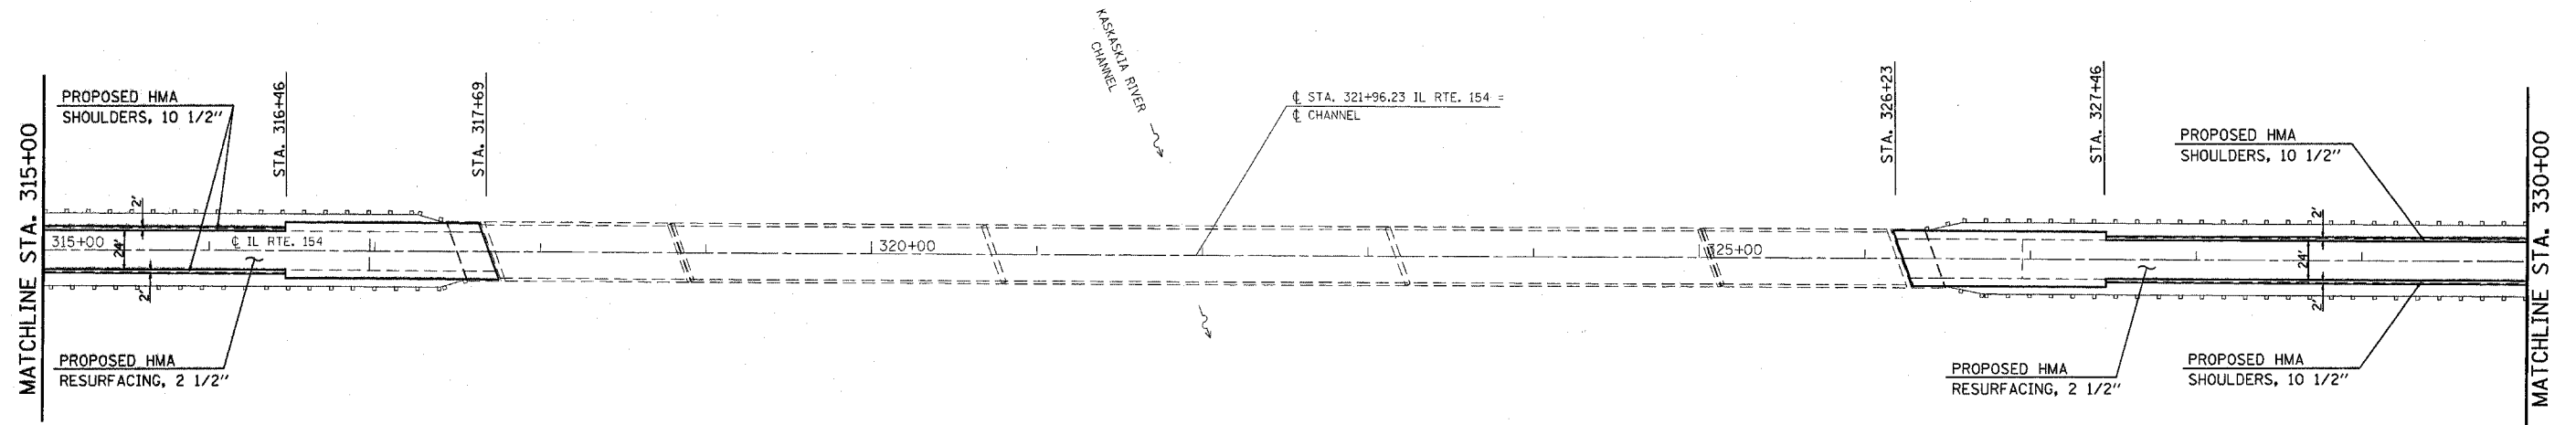 MATCHLINE STA. 315+00
PROPOSED HMA
SHOULDERS, 10 1/2"
STA. 316+46
STA. 317+69
KASKASKIA RIVER
CHANNEL
℄ STA. 321+96.23 IL RTE. 154 =
℄ CHANNEL
STA. 326+23
STA. 327+46
PROPOSED HMA
SHOULDERS, 10 1/2"
MATCHLINE STA. 330+00
2'
315+00
24'
℄ IL RTE. 154
320+00
325+00
2'
24'
2'
2'
PROPOSED HMA
RESURFACING, 2 1/2"
PROPOSED HMA
RESURFACING, 2 1/2"
PROPOSED HMA
SHOULDERS, 10 1/2"